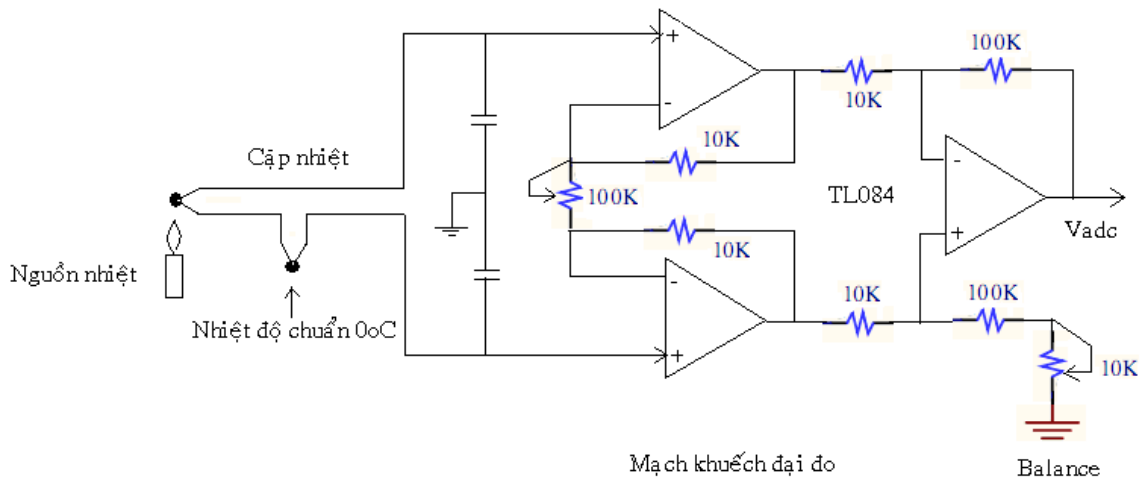 100K
10K
Cặp nhiệt
10K
100K
TL084
Vadc
10K
Nguồn nhiệt
Nhiệt độ chuẩn 0oC
10K
100K
10K
Mạch khuếch đại đo
Balance
+
-
-
+
-
+